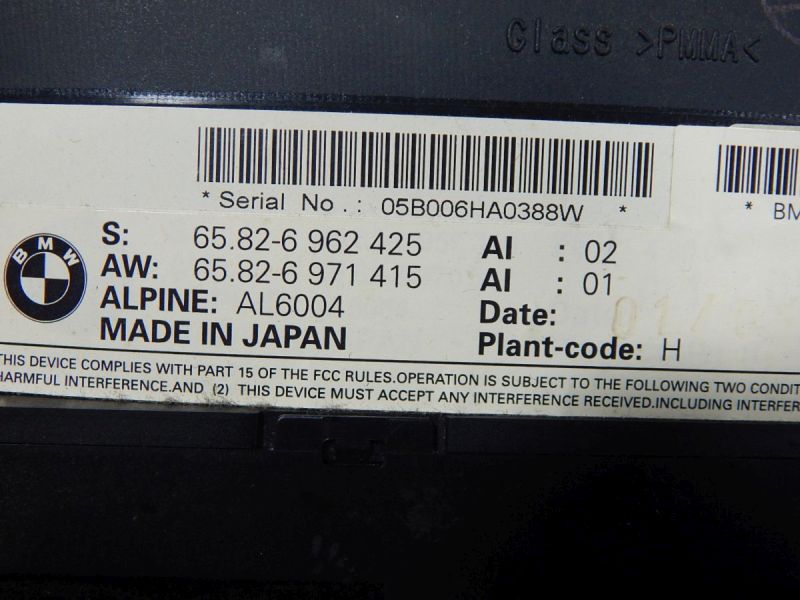 Glass >PMMA<
* Serial No.: 05B006HA0388W *
* BM
BMW
S: 65.82-6 962 425 AI : 02
AW: 65.82-6 971 415 AI : 01
ALPINE: AL6004 Date:
MADE IN JAPAN Plant-code: H
THIS DEVICE COMPLIES WITH PART 15 OF THE FCC RULES.OPERATION IS SUBJECT TO THE FOLLOWING TWO CONDIT
HARMFUL INTERFERENCE.AND (2) THIS DEVICE MUST ACCEPT ANY INTERFERENCE RECEIVED.INCLUDING INTERFER